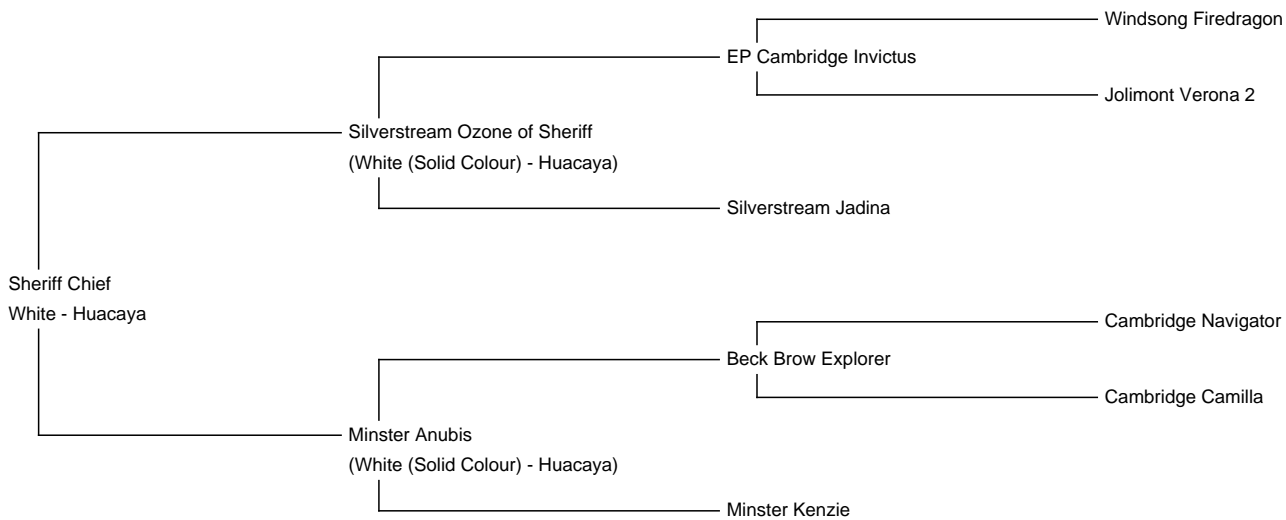 Windsong Firedragon
EP Cambridge Invictus
Jolimont Verona 2
Silverstream Ozone of Sheriff
(White (Solid Colour) - Huacaya)
Silverstream Jadina
Sheriff Chief
White - Huacaya
Cambridge Navigator
Beck Brow Explorer
Cambridge Camilla
Minster Anubis
(White (Solid Colour) - Huacaya)
Minster Kenzie